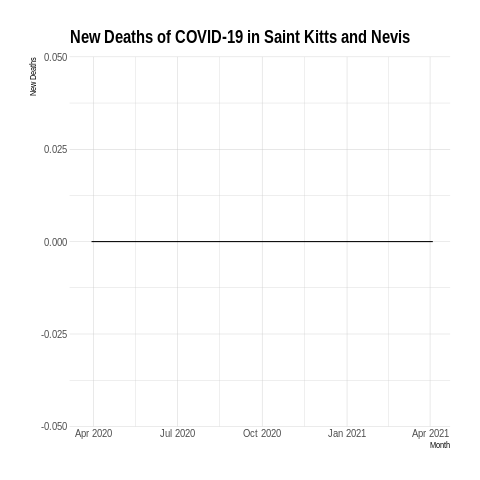 New Deaths of COVID-19 in Saint Kitts and Nevis
New Deaths
0.050
0.025
0.000
-0.025
-0.050
Apr 2020 Jul 2020 Oct 2020 Jan 2021 Apr 2021
Month